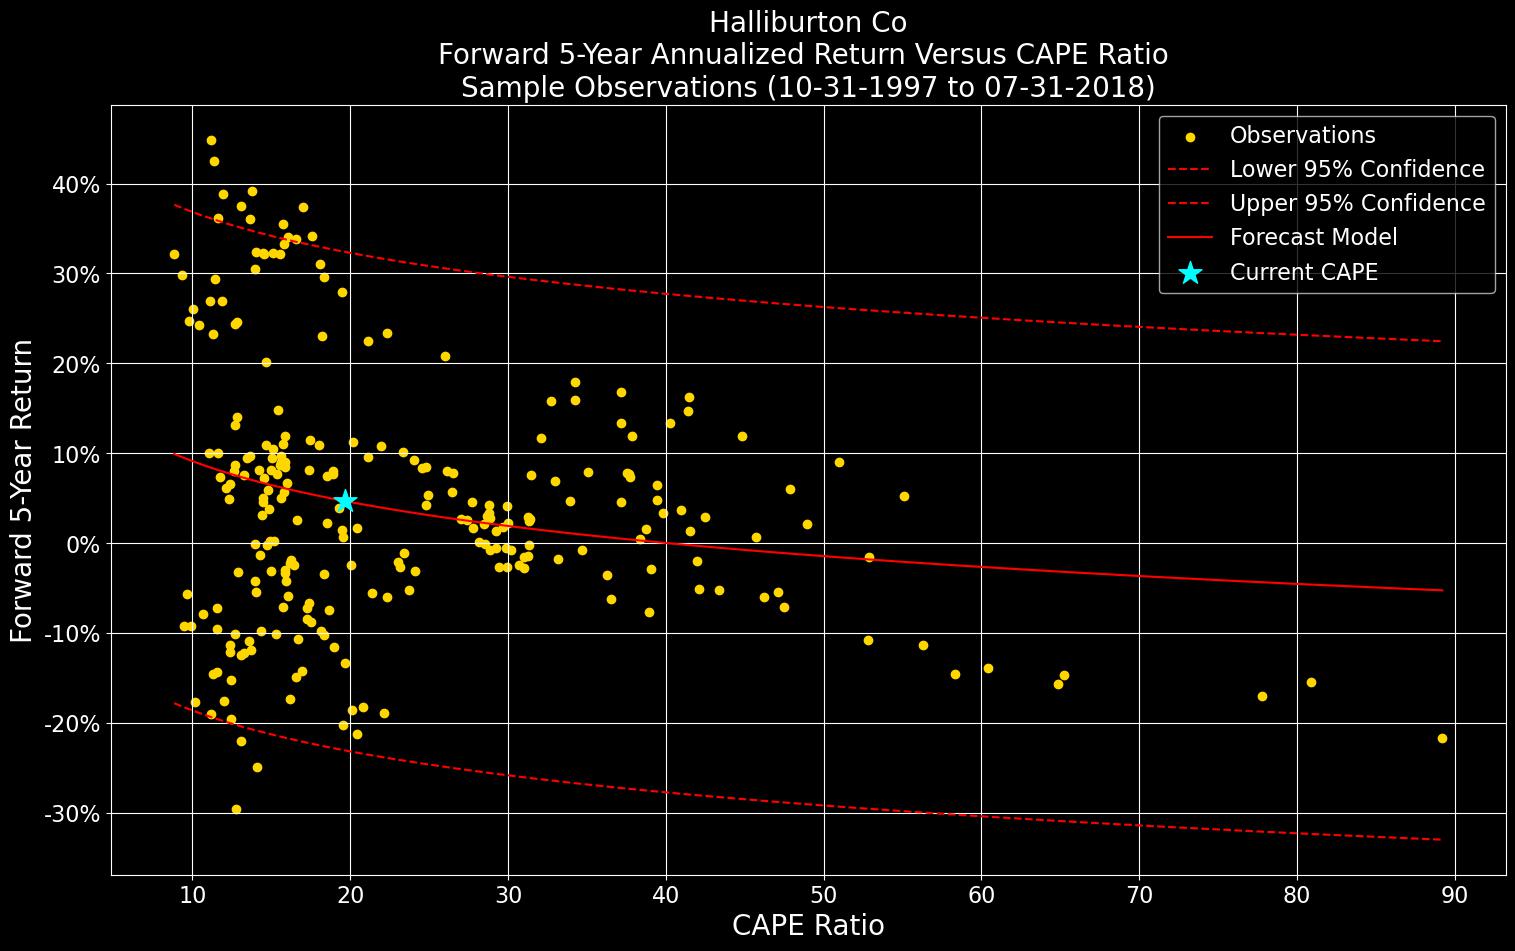 Halliburton Co
Forward 5-Year Annualized Return Versus CAPE Ratio
Sample Observations (10-31-1997 to 07-31-2018)
Observations
Lower 95% Confidence
Upper 95% Confidence
Forecast Model
Current CAPE
Forward 5-Year Return
40%
30%
20%
10%
0%
-10%
-20%
-30%
10 20 30 40 50 60 70 80 90
CAPE Ratio